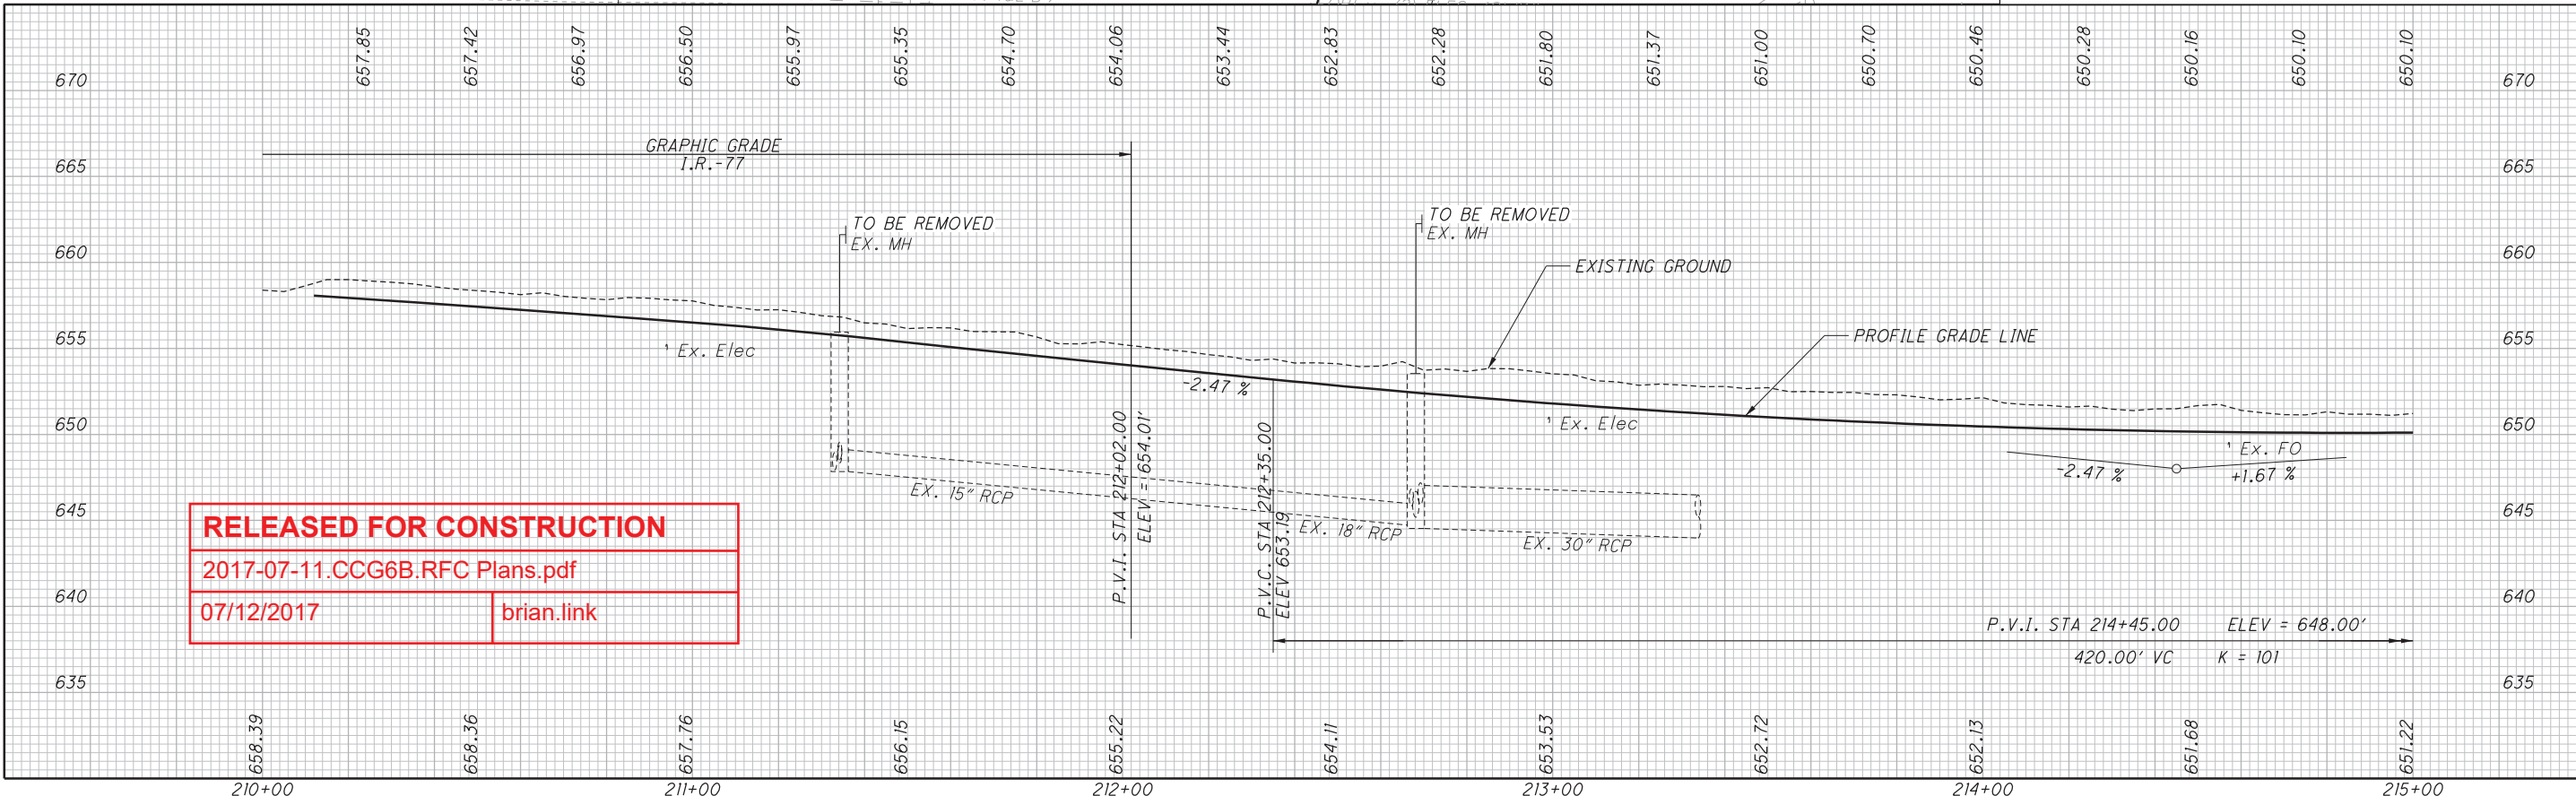 657.85 657.42 656.97 656.50 655.97 655.35 654.70 654.06 653.44 652.83 652.28 651.80 651.37 651.00 650.70 650.46 650.28 650.16 650.10 650.10
670 670
GRAPHIC GRADE
I.R.-77
665 665
TO BE REMOVED
EX. MH
TO BE REMOVED
EX. MH
660 660
EXISTING GROUND
655 655
PROFILE GRADE LINE
Ex. Elec
-2.47 %
650 650
Ex. Elec
Ex. FO
-2.47 %
+1.67 %
P.V.I. STA 212+02.00
ELEV = 654.01'
P.V.C. STA 212+35.00
ELEV 653.19
EX. 15" RCP
EX. 18" RCP
EX. 30" RCP
645 645
RELEASED FOR CONSTRUCTION
2017-07-11.CCG6B.RFC Plans.pdf
07/12/2017 brian.link
640 640
P.V.I. STA 214+45.00 ELEV = 648.00'
420.00' VC K = 101
635 635
658.39 658.36 657.76 656.15 655.22 654.11 653.53 652.72 652.13 651.68 651.22
210+00 211+00 212+00 213+00 214+00 215+00